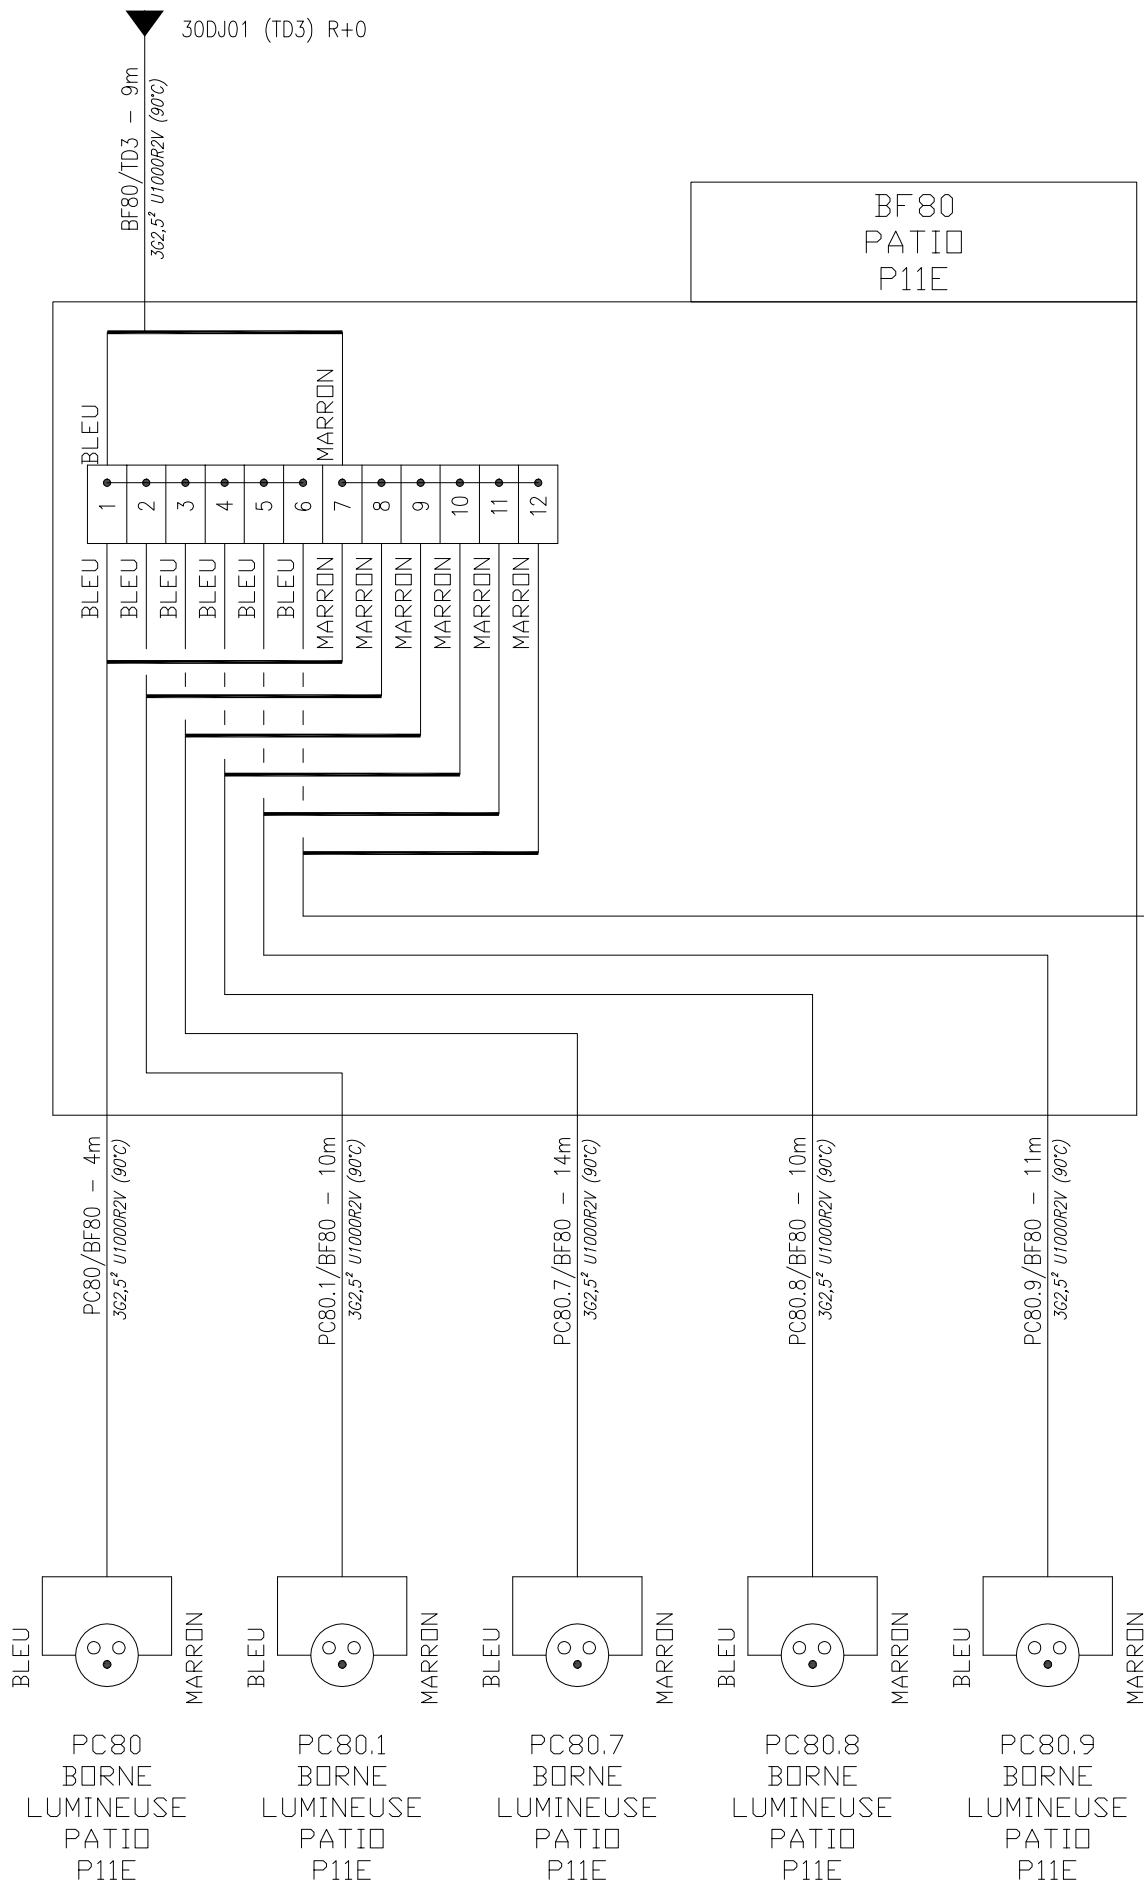 30DJ01 (TD3) R+0
BF80/TD3 - 9m
3G2,5² U1000R2V (90°C)
BF80
PATIO
P11E
BLEU
MARRON
1
2
3
4
5
6
7
8
9
10
11
12
BLEU
BLEU
BLEU
BLEU
BLEU
BLEU
MARRON
MARRON
MARRON
MARRON
MARRON
MARRON
PC80/BF80 - 4m
3G2,5² U1000R2V (90°C)
PC80.1/BF80 - 10m
3G2,5² U1000R2V (90°C)
PC80.7/BF80 - 14m
3G2,5² U1000R2V (90°C)
PC80.8/BF80 - 10m
3G2,5² U1000R2V (90°C)
PC80.9/BF80 - 11m
3G2,5² U1000R2V (90°C)
BLEU
MARRON
BLEU
MARRON
BLEU
MARRON
BLEU
MARRON
BLEU
MARRON
PC80
BORNE
LUMINEUSE
PATIO
P11E
PC80.1
BORNE
LUMINEUSE
PATIO
P11E
PC80.7
BORNE
LUMINEUSE
PATIO
P11E
PC80.8
BORNE
LUMINEUSE
PATIO
P11E
PC80.9
BORNE
LUMINEUSE
PATIO
P11E